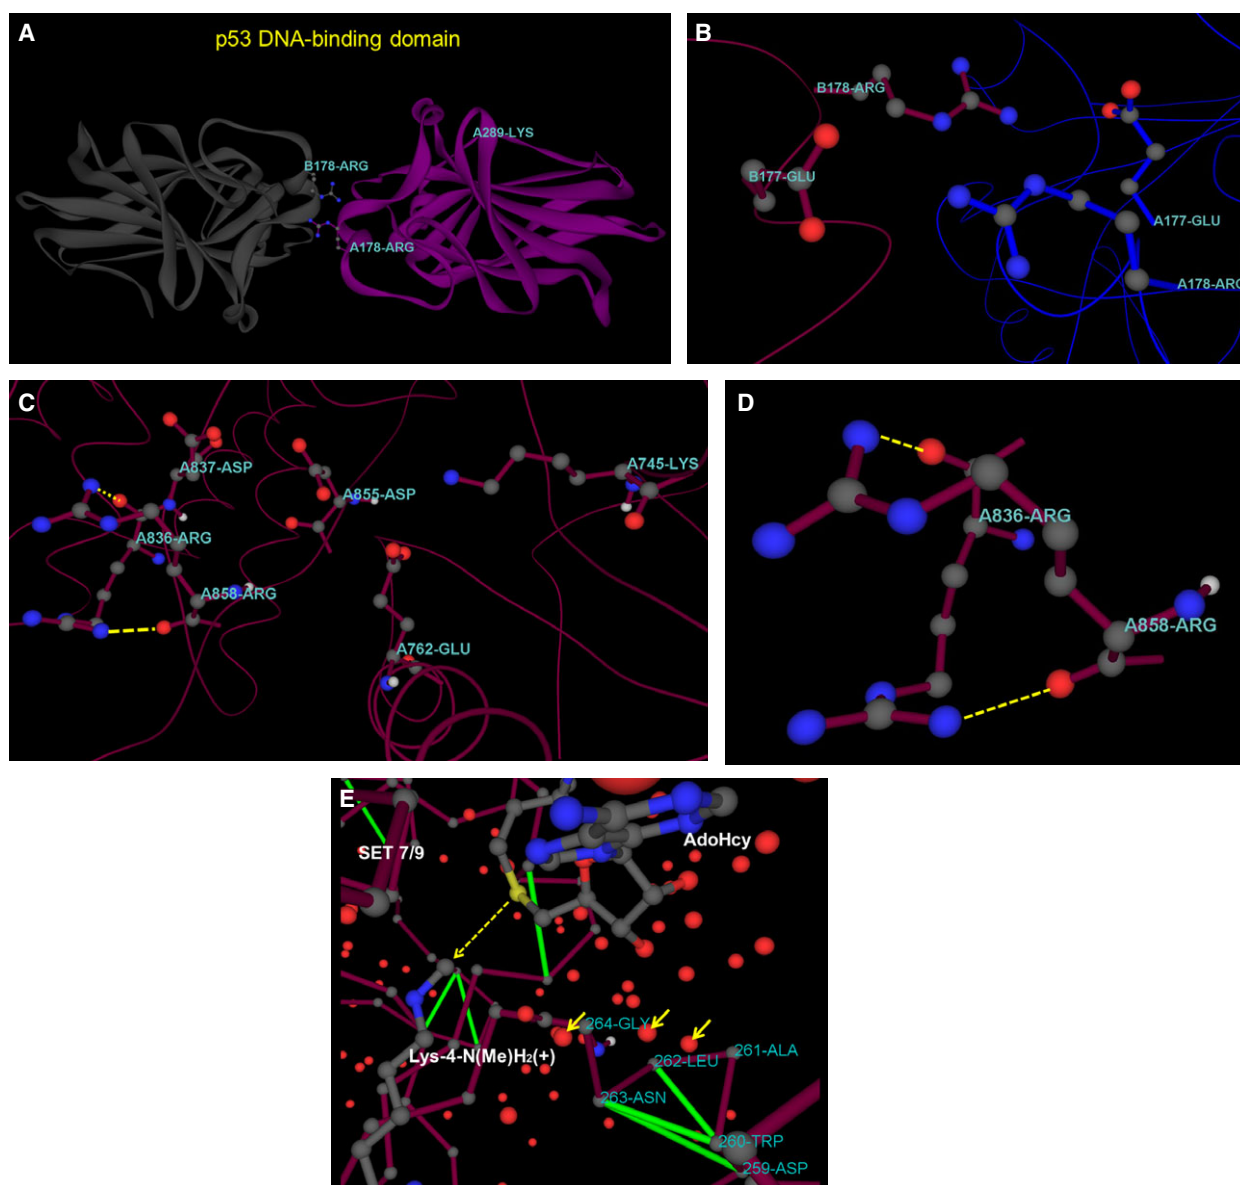 A
p53 DNA-binding domain
A289-LYS
B178-ARG
A178-ARG
B
B178-ARG
B177-GLU
A177-GLU
A178-ARG
C
A837-ASP
A745-LYS
A855-ASP
A836-ARG
A858-ARG
A762-GLU
D
A836-ARG
A858-ARG
E
SET 7/9
AdoHcy
264-GLY
Lys-4-N(Me)H2(+)
262-LEU
261-ALA
263-ASN
260-TRP
259-ASP